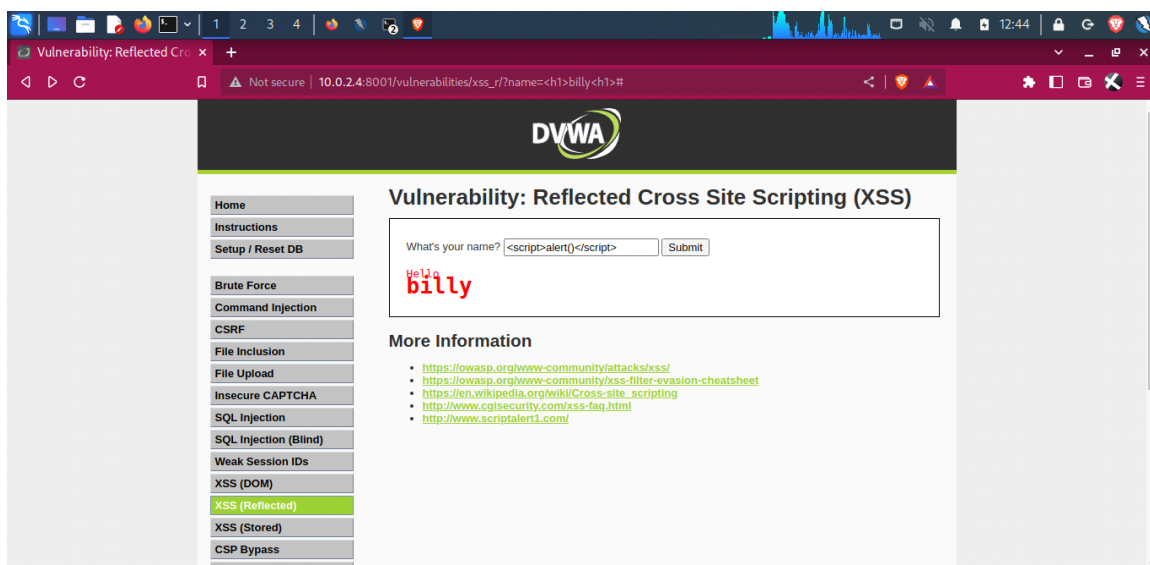 1 2 3 4 2 12:44
Vulnerability: Reflected Cro
Not secure 10.0.2.4:8001/vulnerabilities/xss_r/?name=<h1>billy<h1>#
DVWA
Vulnerability: Reflected Cross Site Scripting (XSS)
Home
Instructions
Setup / Reset DB
Brute Force
Command Injection
CSRF
File Inclusion
File Upload
Insecure CAPTCHA
SQL Injection
SQL Injection (Blind)
Weak Session IDs
XSS (DOM)
XSS (Reflected)
XSS (Stored)
CSP Bypass
What's your name? <script>alert()</script> Submit
Hello
billy
More Information
https://owasp.org/www-community/attacks/xss/
https://owasp.org/www-community/xss-filter-evasion-cheatsheet
https://en.wikipedia.org/wiki/Cross-site_scripting
http://www.cgisecurity.com/xss-faq.html
http://www.scriptalert1.com/